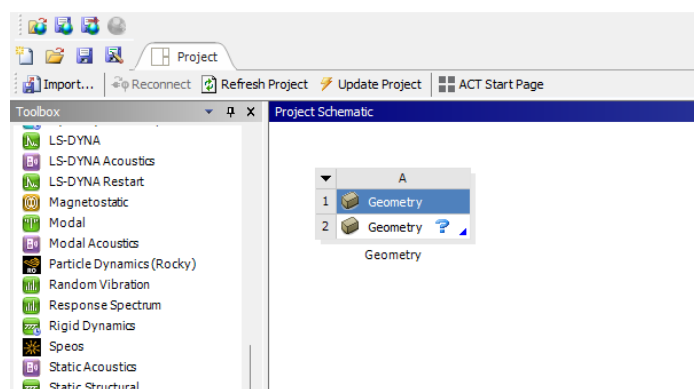 Project
Import... Reconnect Refresh Project Update Project ACT Start Page
Toolbox
Project Schematic
LS-DYNA
LS-DYNA Acoustics
LS-DYNA Restart
Magnetostatic
Modal
Modal Acoustics
Particle Dynamics (Rocky)
Random Vibration
Response Spectrum
Rigid Dynamics
Speos
Static Acoustics
Static Structural
A
1 Geometry
2 Geometry ?
Geometry